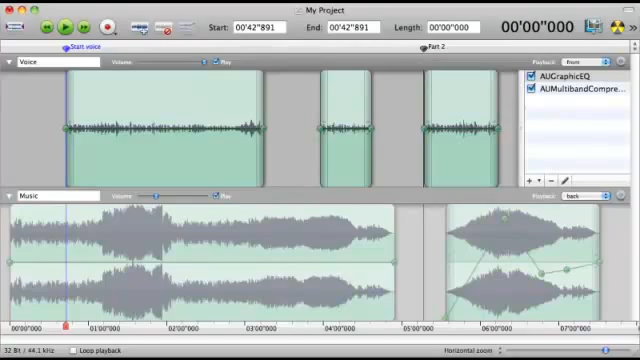 My Project
Start: 00'42"891 End: 00'42"891 Length: 00'00"000 00'00"000
Start voice Part 2
Voice Volume: Play Playback: front
AUGraphicEQ
AUMultibandCompre...
Music Volume: Play Playback: back
00'00"000 01'00"000 02'00"000 03'00"000 04'00"000 05'00"000 06'00"000 07'00"000
32 Bit / 44.1 kHz Loop playback Horizontal zoom